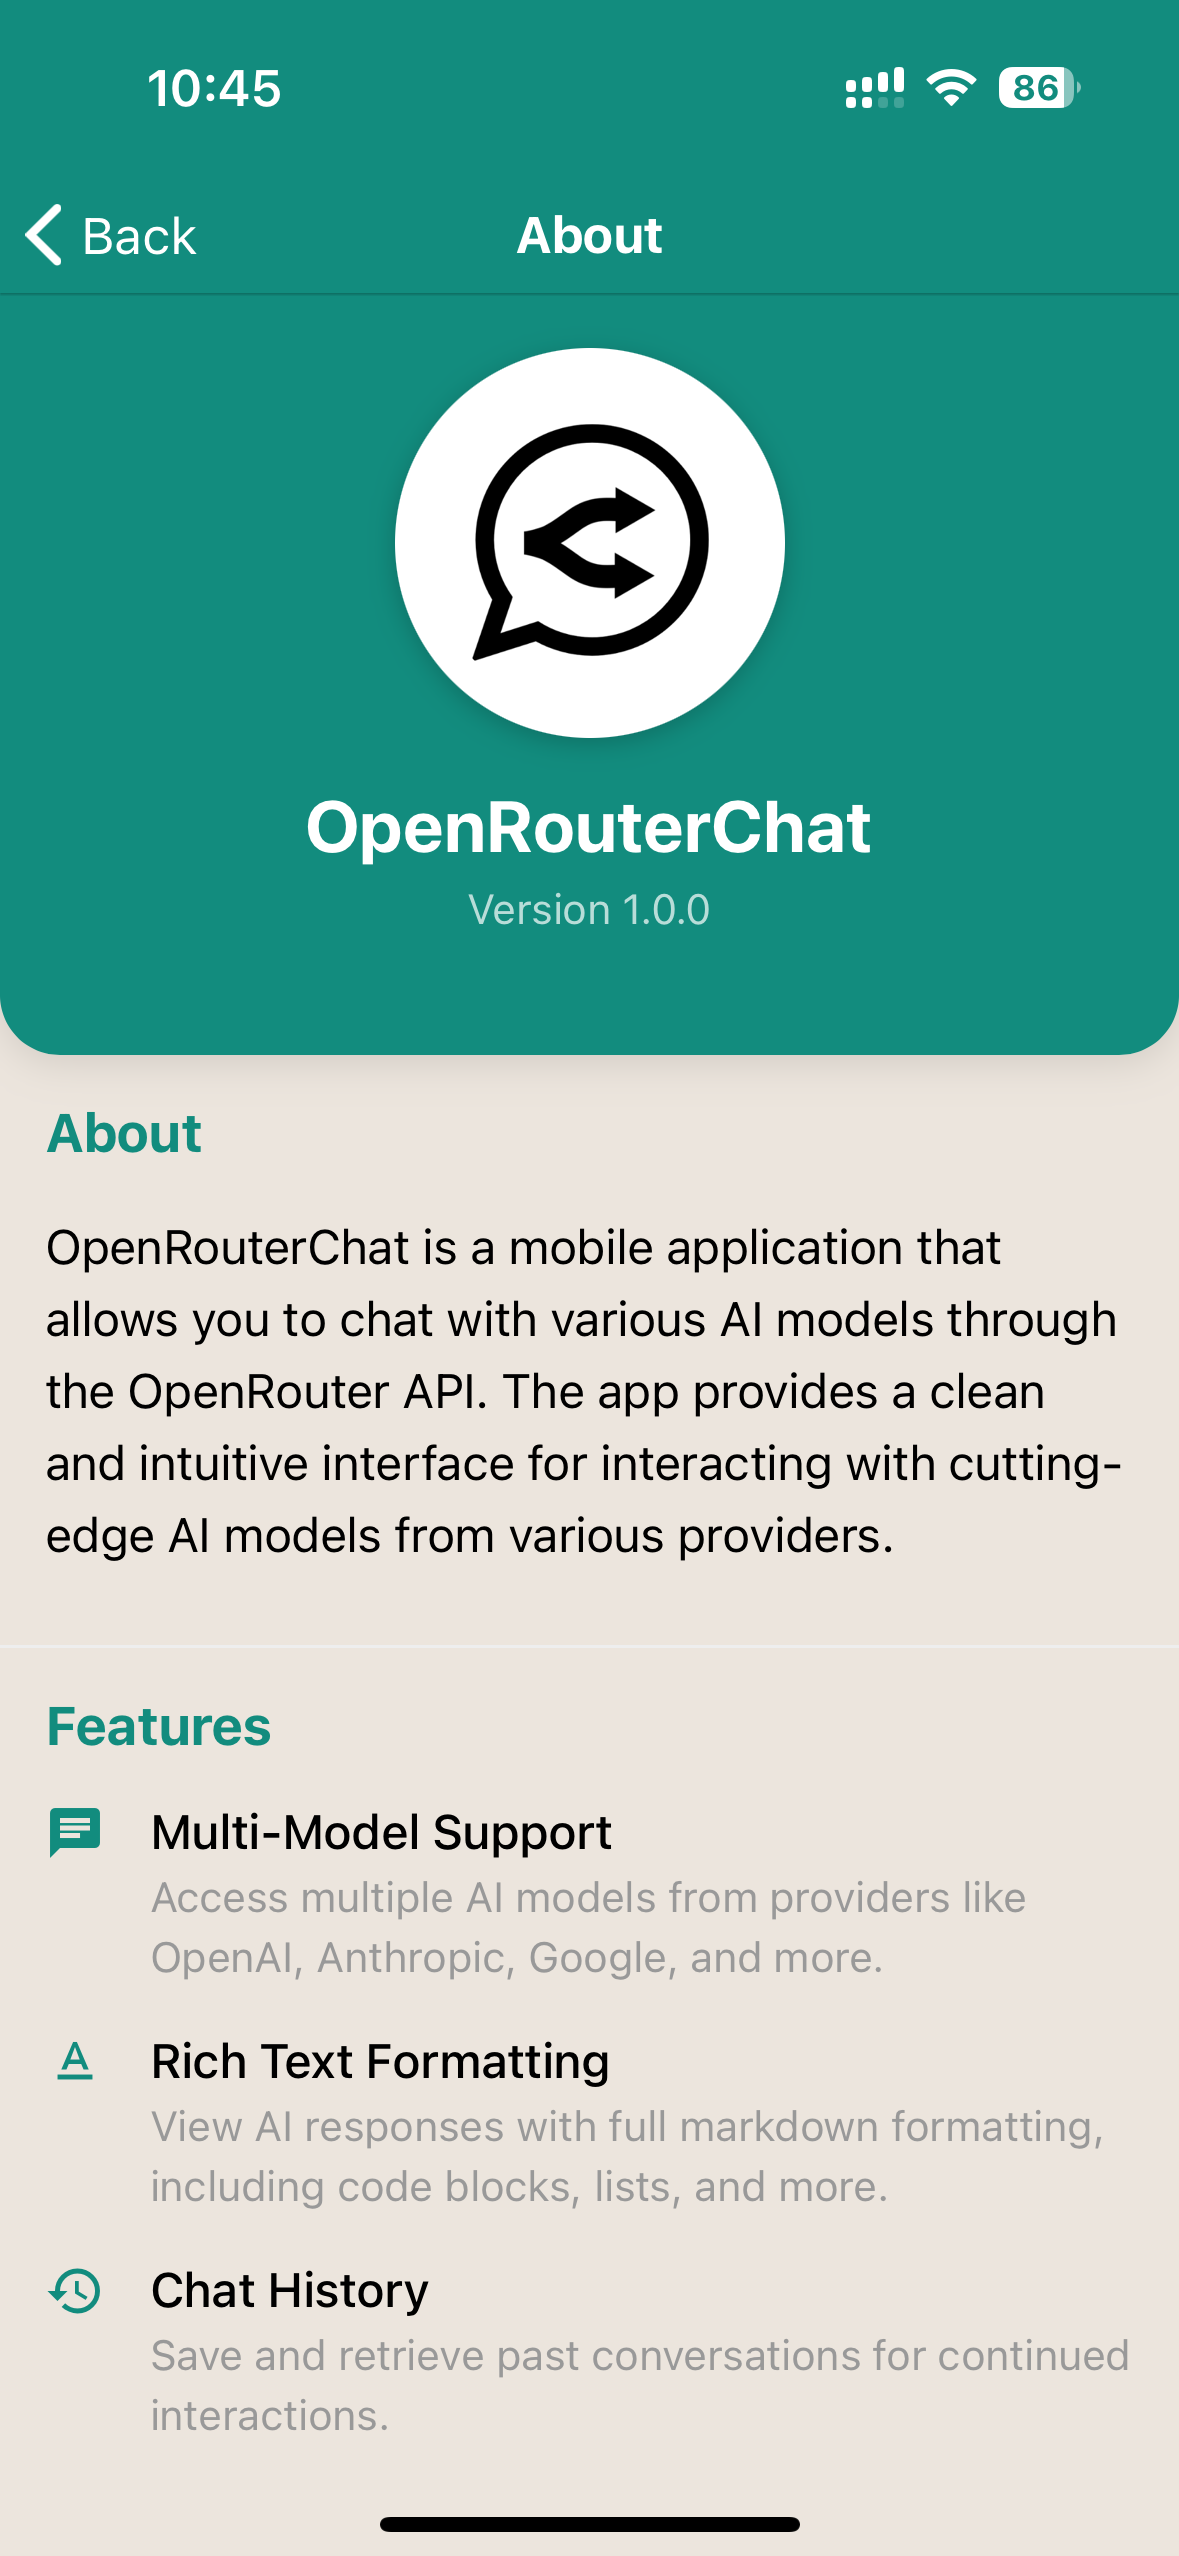 10:45
86
Back
About
OpenRouterChat
Version 1.0.0
About
OpenRouterChat is a mobile application that
allows you to chat with various AI models through
the OpenRouter API. The app provides a clean
and intuitive interface for interacting with cutting-
edge AI models from various providers.
Features
Multi-Model Support
Access multiple AI models from providers like
OpenAI, Anthropic, Google, and more.
Rich Text Formatting
View AI responses with full markdown formatting,
including code blocks, lists, and more.
Chat History
Save and retrieve past conversations for continued
interactions.